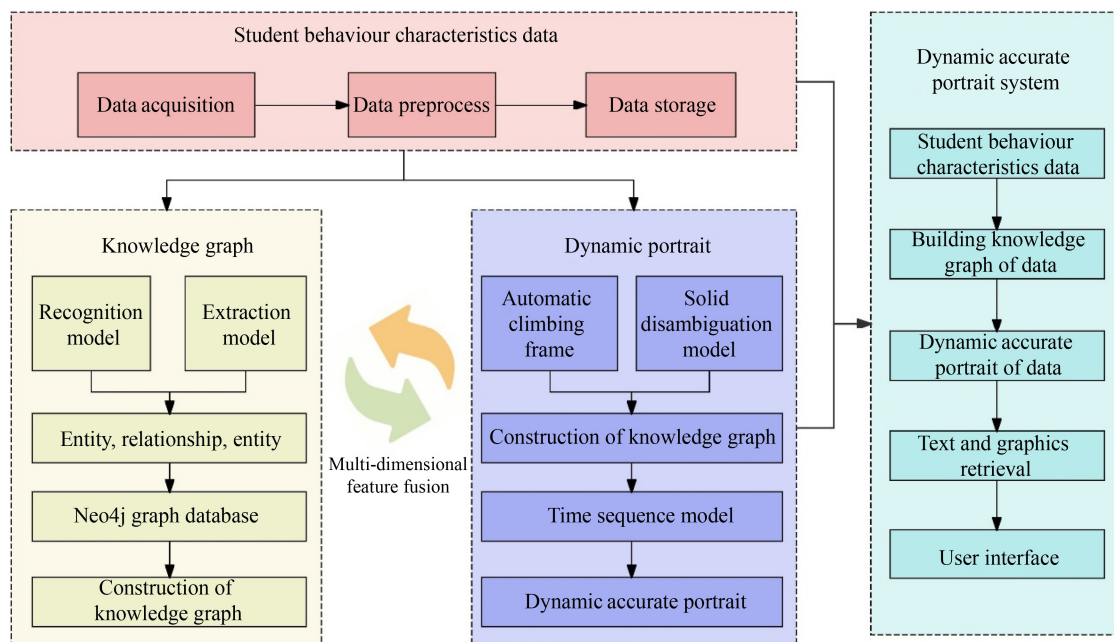 Student behaviour characteristics data
Data acquisition
Data preprocess
Data storage
Knowledge graph
Recognition
model
Extraction
model
Entity, relationship, entity
Neo4j graph database
Construction of
knowledge graph
Multi-dimensional
feature fusion
Dynamic portrait
Automatic
climbing
frame
Solid
disambiguation
model
Construction of knowledge graph
Time sequence model
Dynamic accurate portrait
Dynamic accurate
portrait system
Student behaviour
characteristics data
Building knowledge
graph of data
Dynamic accurate
portrait of data
Text and graphics
retrieval
User interface